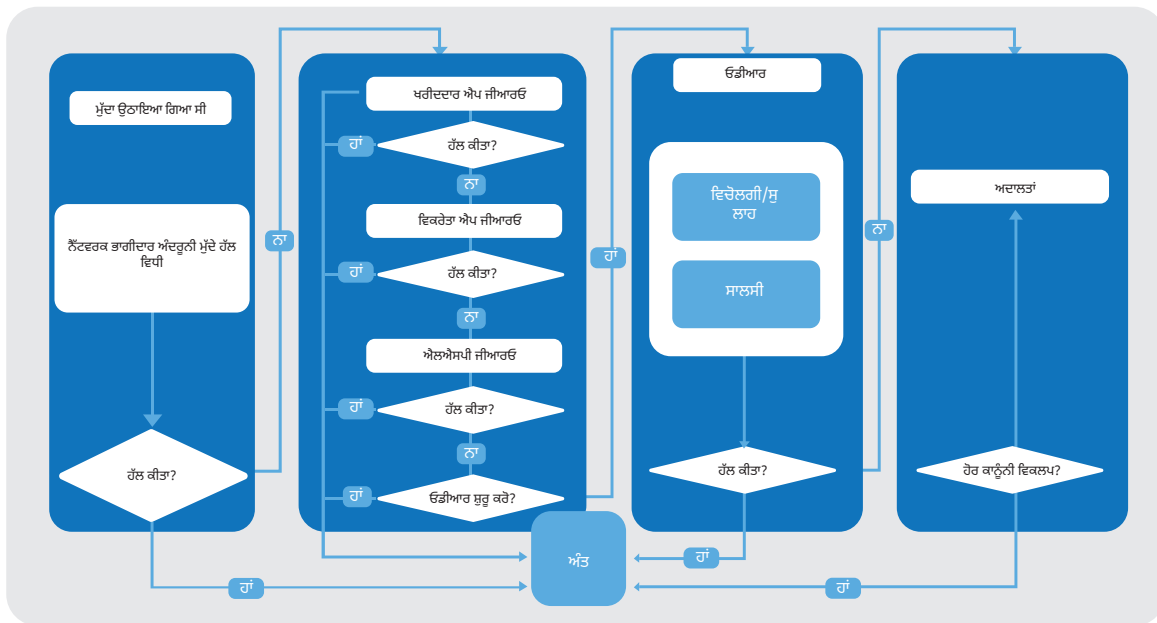 ਮੁੱਦਾ ਉਠਾਇਆ ਗਿਆ ਸੀ
ਨੈੱਟਵਰਕ ਭਾਗੀਦਾਰ ਅੰਦਰੂਨੀ ਮੁੱਦੇ ਹੱਲ
ਵਿਧੀ
ਹੱਲ ਕੀਤਾ?
ਨਾ
ਹਾਂ
ਖਰੀਦਦਾਰ ਐਪ ਜੀਆਰਓ
ਹੱਲ ਕੀਤਾ?
ਹਾਂ
ਨਾ
ਵਿਕਰੇਤਾ ਐਪ ਜੀਆਰਓ
ਹੱਲ ਕੀਤਾ?
ਹਾਂ
ਨਾ
ਐਲਐਸਪੀ ਜੀਆਰਓ
ਹੱਲ ਕੀਤਾ?
ਹਾਂ
ਨਾ
ਓਡੀਆਰ ਸ਼ੁਰੂ ਕਰੋ?
ਹਾਂ
ਹਾਂ
ਓਡੀਆਰ
ਵਿਚੋਲਗੀ/ਸੁ
ਲਾਹ
ਸਾਲਸੀ
ਹੱਲ ਕੀਤਾ?
ਨਾ
ਹਾਂ
ਅਦਾਲਤਾਂ
ਹੋਰ ਕਾਨੂੰਨੀ ਵਿਕਲਪ?
ਹਾਂ
ਅੰਤ